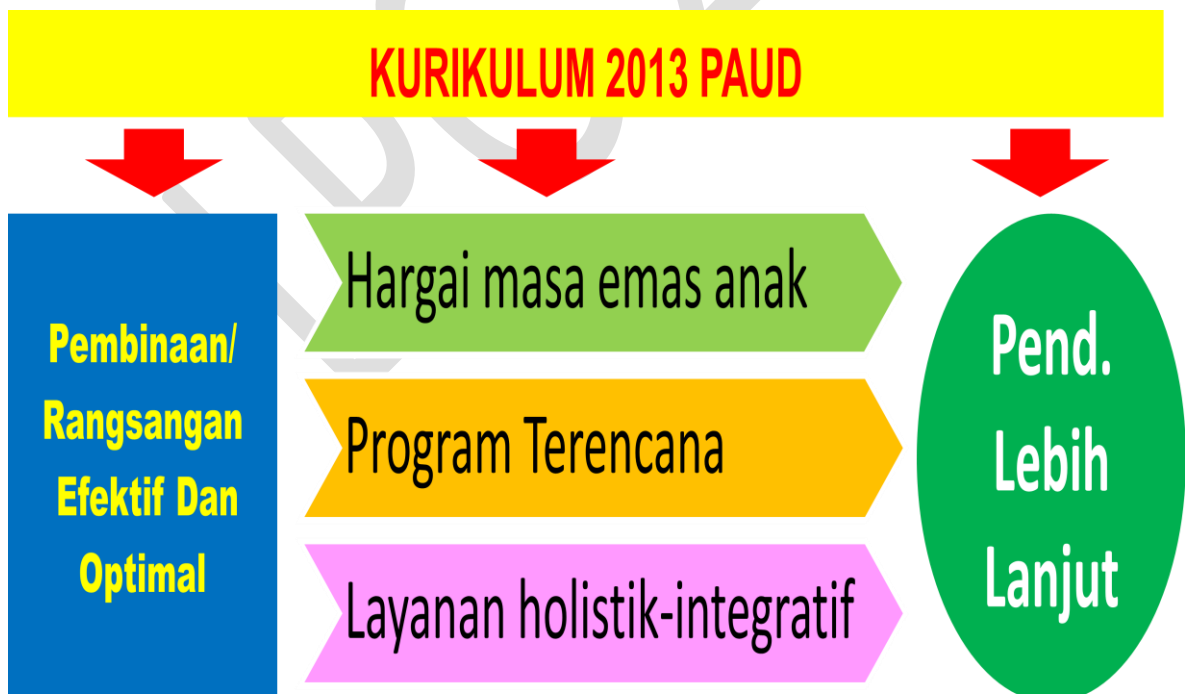 KURIKULUM 2013 PAUD
Pembinaan/
Rangsangan
Efektif Dan
Optimal
Hargai masa emas anak
Program Terencana
Layanan holistik-integratif
Pend.
Lebih
Lanjut